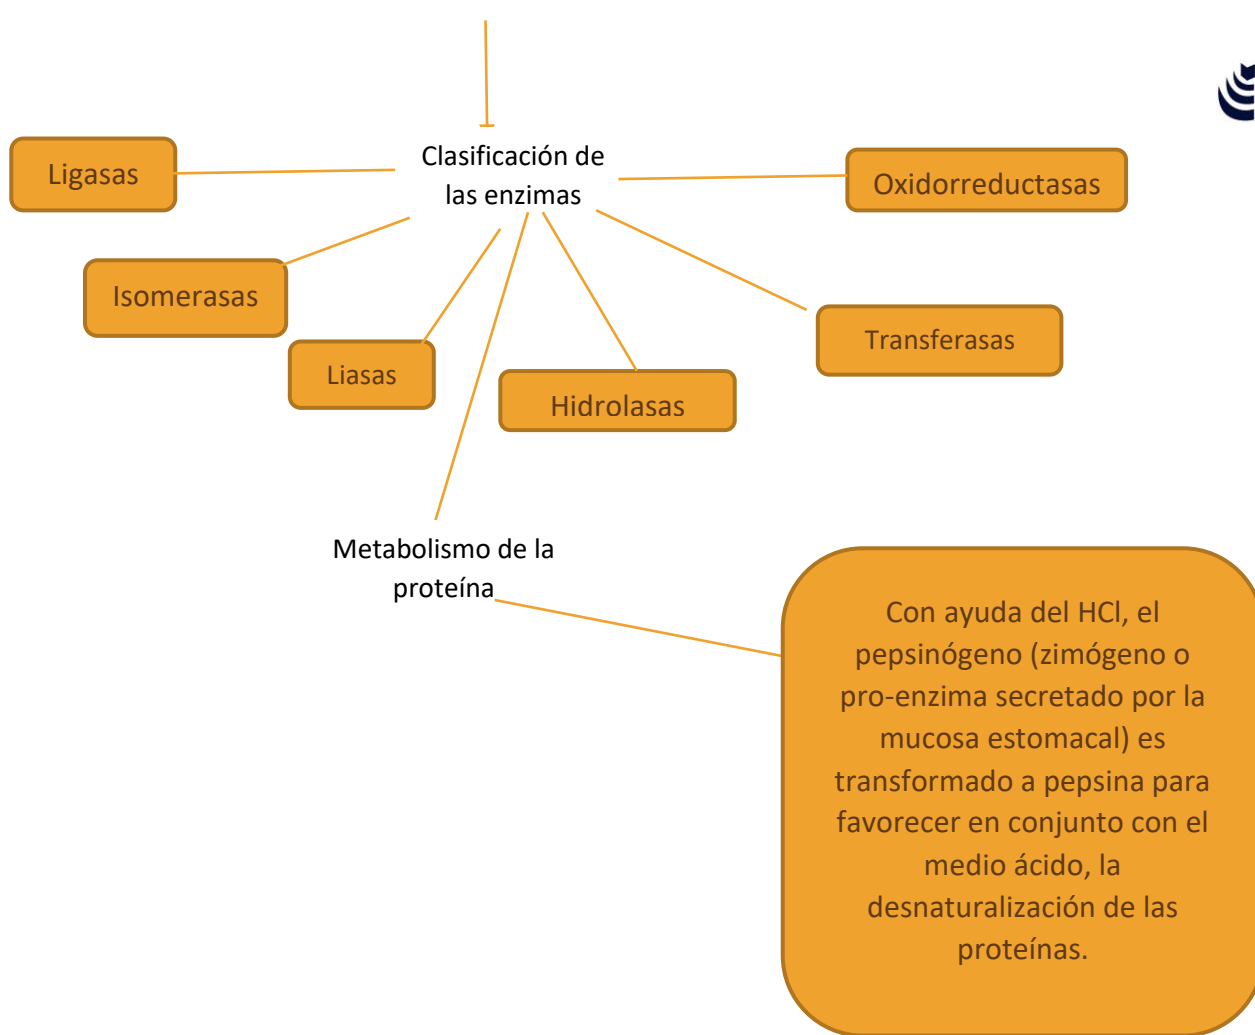 Clasificación de
las enzimas
Ligasas
Oxidorreductasas
Isomerasas
Transferasas
Liasas
Hidrolasas
Metabolismo de la
proteína
Con ayuda del HCl, el
pepsinógeno (zimógeno o
pro-enzima secretado por la
mucosa estomacal) es
transformado a pepsina para
favorecer en conjunto con el
medio ácido, la
desnaturalización de las
proteínas.